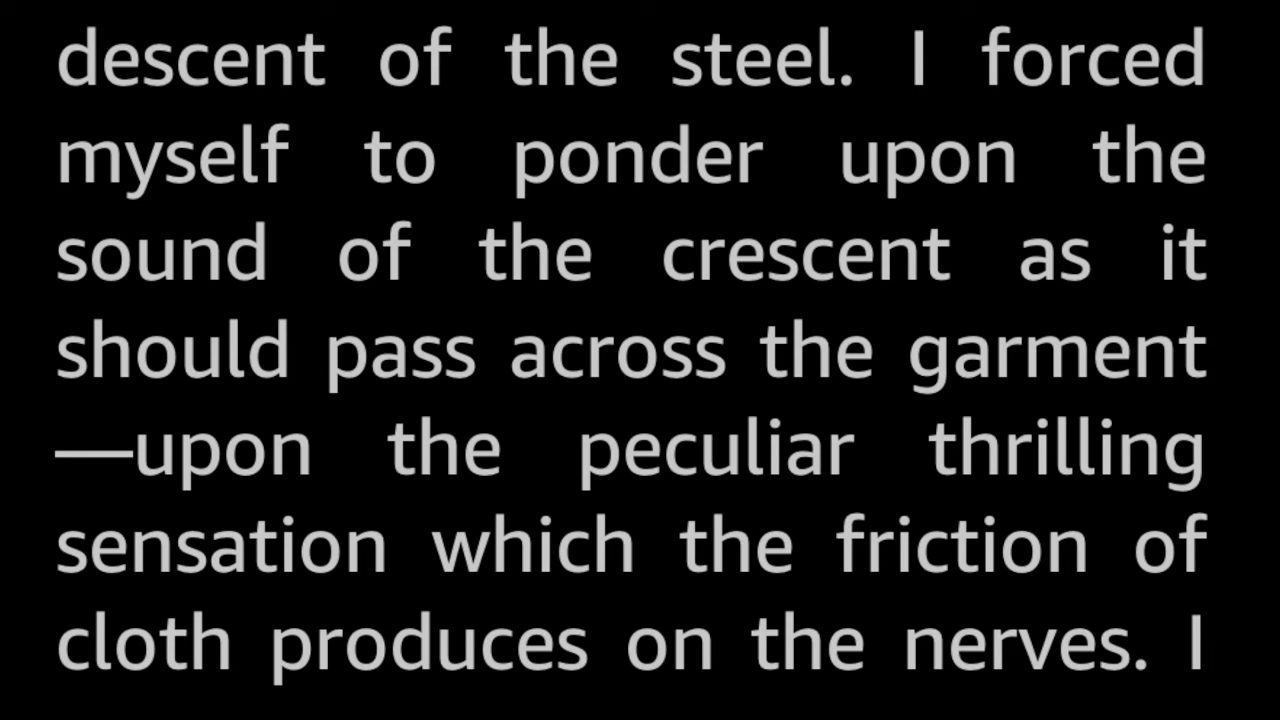 descent of the steel. I forced
myself to ponder upon the
sound of the crescent as it
should pass across the garment
—upon the peculiar thrilling
sensation which the friction of
cloth produces on the nerves. I